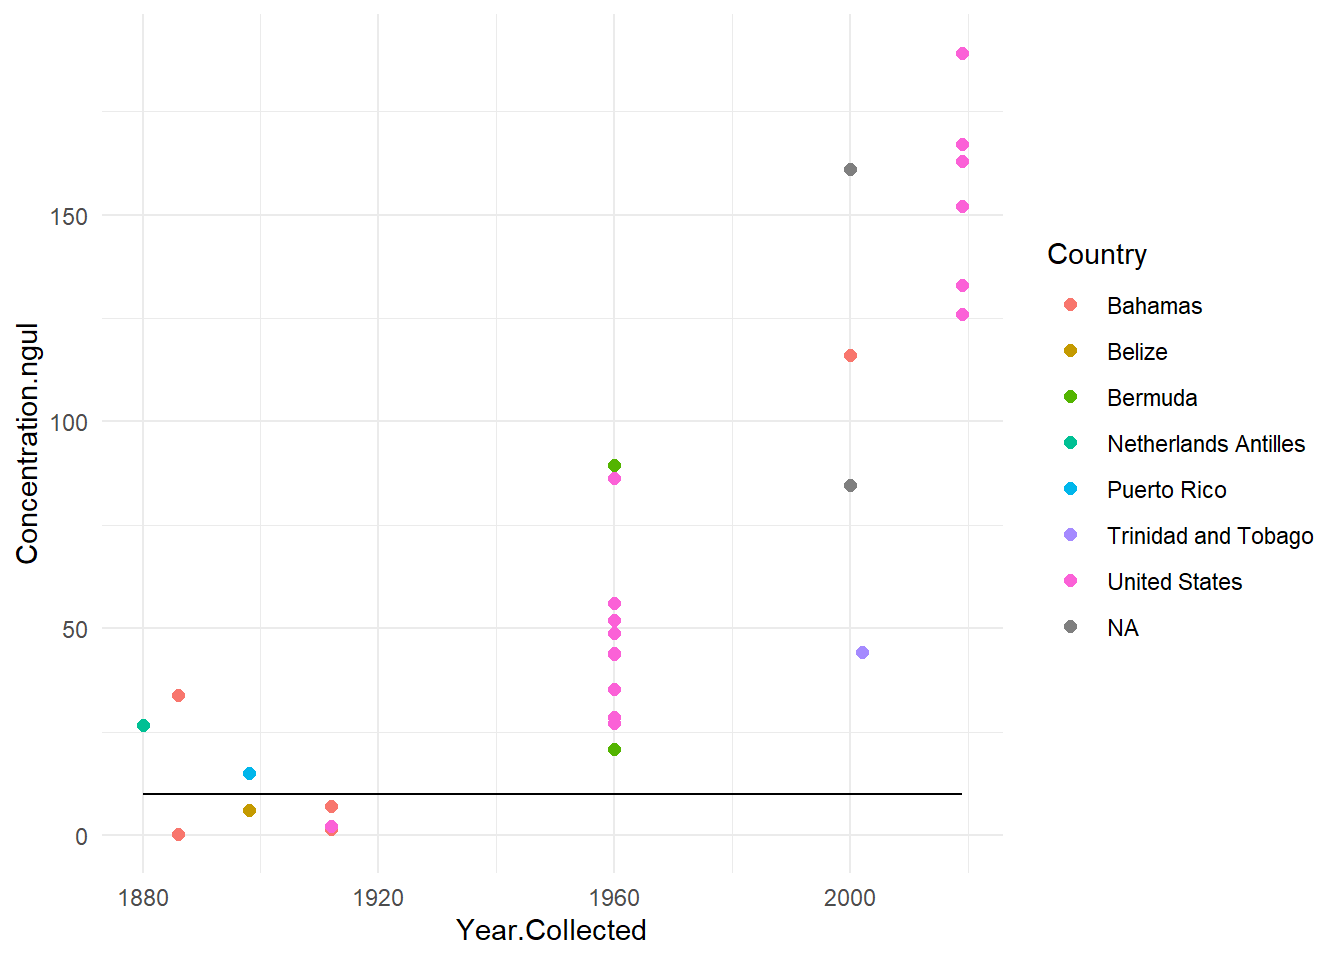 Concentration.ngul
150
100
50
0
1880 1920 1960 2000
Year.Collected
Country
Bahamas
Belize
Bermuda
Netherlands Antilles
Puerto Rico
Trinidad and Tobago
United States
NA